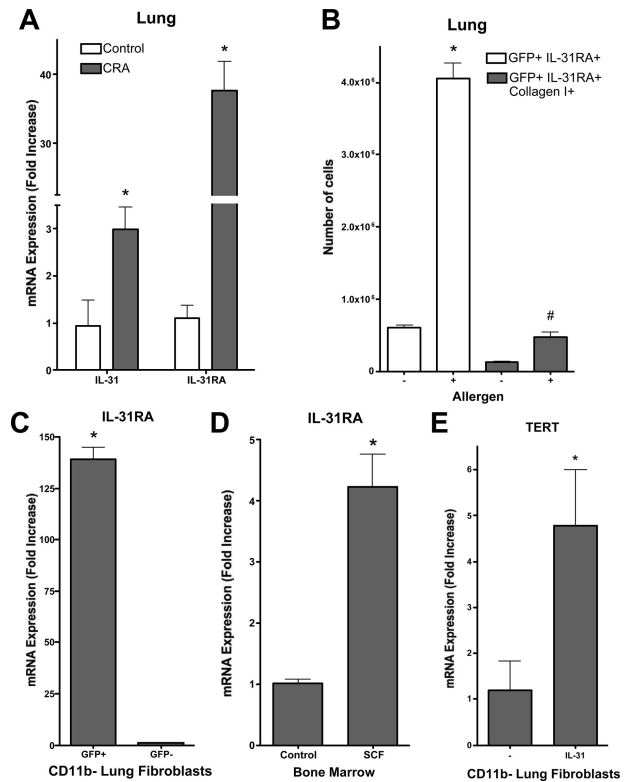 A
Lung
Control
CRA
*
*
mRNA Expression (Fold Increase)
40
30
3
2
1
0
IL-31
IL-31RA
B
Lung
GFP+ IL-31RA+
GFP+ IL-31RA+
Collagen I+
*
#
Number of cells
4.0x10⁶
3.0x10⁶
2.0x10⁶
1.0x10⁶
0
-
+
-
+
Allergen
C
IL-31RA
*
mRNA Expression (Fold Increase)
150
125
100
75
50
25
0
GFP+
GFP-
CD11b- Lung Fibroblasts
D
IL-31RA
*
mRNA Expression (Fold Increase)
5
4
3
2
1
0
Control
SCF
Bone Marrow
E
TERT
*
mRNA Expression (Fold Increase)
6
5
4
3
2
1
0
-
IL-31
CD11b- Lung Fibroblasts